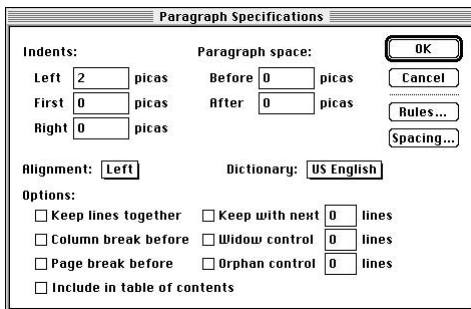 Paragraph Specifications
Indents: Paragraph space: OK
Left 2 picas Before 0 picas Cancel
First 0 picas After 0 picas Rules...
Right 0 picas Spacing...
Alignment: Left Dictionary: US English
Options:
Keep lines together Keep with next 0 lines
Column break before Widow control 0 lines
Page break before Orphan control 0 lines
Include in table of contents